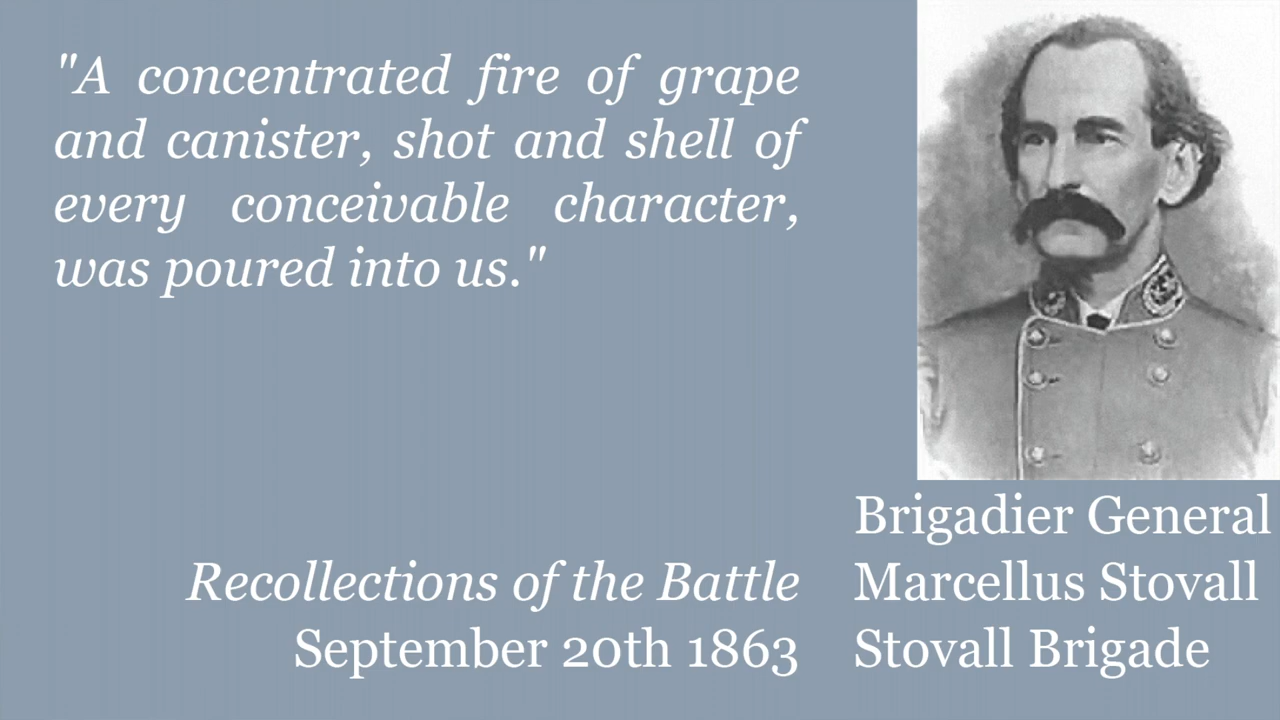 "A concentrated fire of grape
and canister, shot and shell of
every conceivable character,
was poured into us."
Recollections of the Battle
September 20th 1863
Brigadier General
Marcellus Stovall
Stovall Brigade